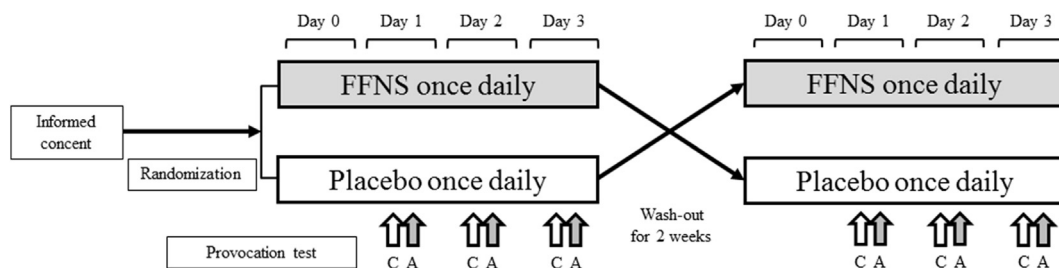 Day 0 Day 1 Day 2 Day 3 Day 0 Day 1 Day 2 Day 3
FFNS once daily FFNS once daily
Informed
concent
Randomization
Placebo once daily Placebo once daily
Wash-out
for 2 weeks
Provocation test
C A C A C A C A C A C A